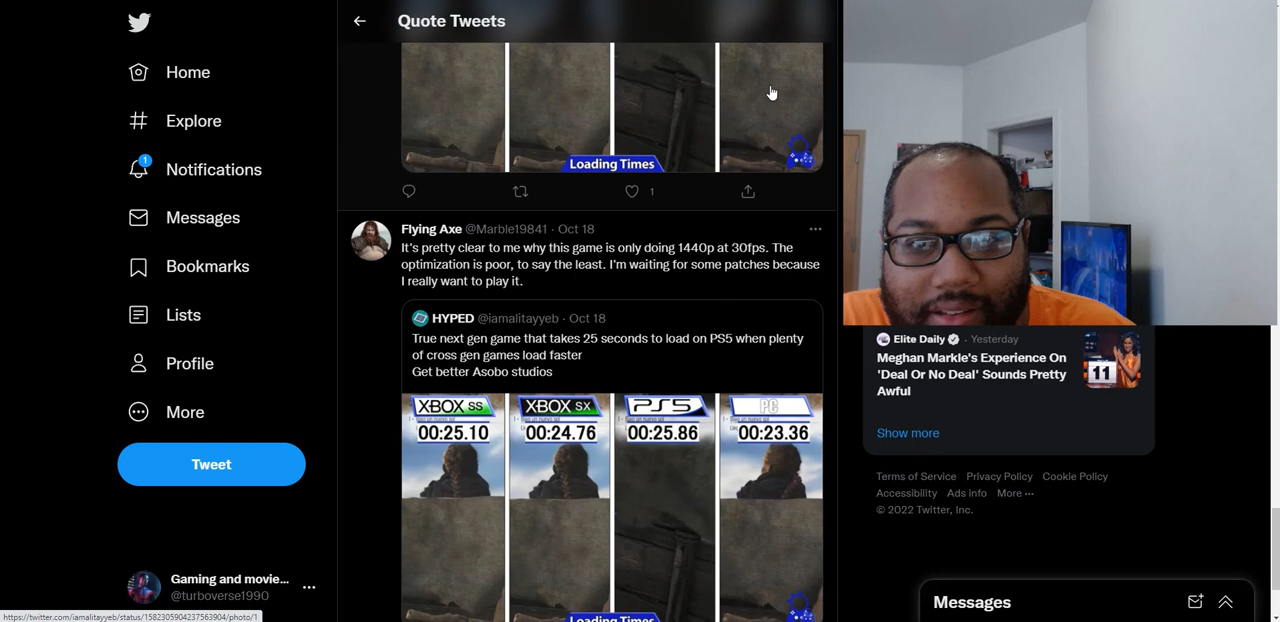 Quote Tweets
Home
Explore
1
Notifications
Messages
Bookmarks
Lists
Profile
More
Tweet
Gaming and movie...
@turboverse1990
Loading Times
1
Flying Axe @Marble19841 · Oct 18
It's pretty clear to me why this game is only doing 1440p at 30fps. The
optimization is poor, to say the least. I'm waiting for some patches because
I really want to play it.
HYPED @iamalitayyeb · Oct 18
True next gen game that takes 25 seconds to load on PS5 when plenty
of cross gen games load faster
Get better Asobo studios
XBOX SS XBOX SX PS5 PC
00:25.10 00:24.76 00:25.86 00:23.36
Loading Times
Elite Daily · Yesterday
Meghan Markle's Experience On
'Deal Or No Deal' Sounds Pretty
Awful
11
Show more
Terms of Service Privacy Policy Cookie Policy
Accessibility Ads info More ···
© 2022 Twitter, Inc.
Messages
https://twitter.com/iamalitayyeb/status/1582305904237563904/photo/1